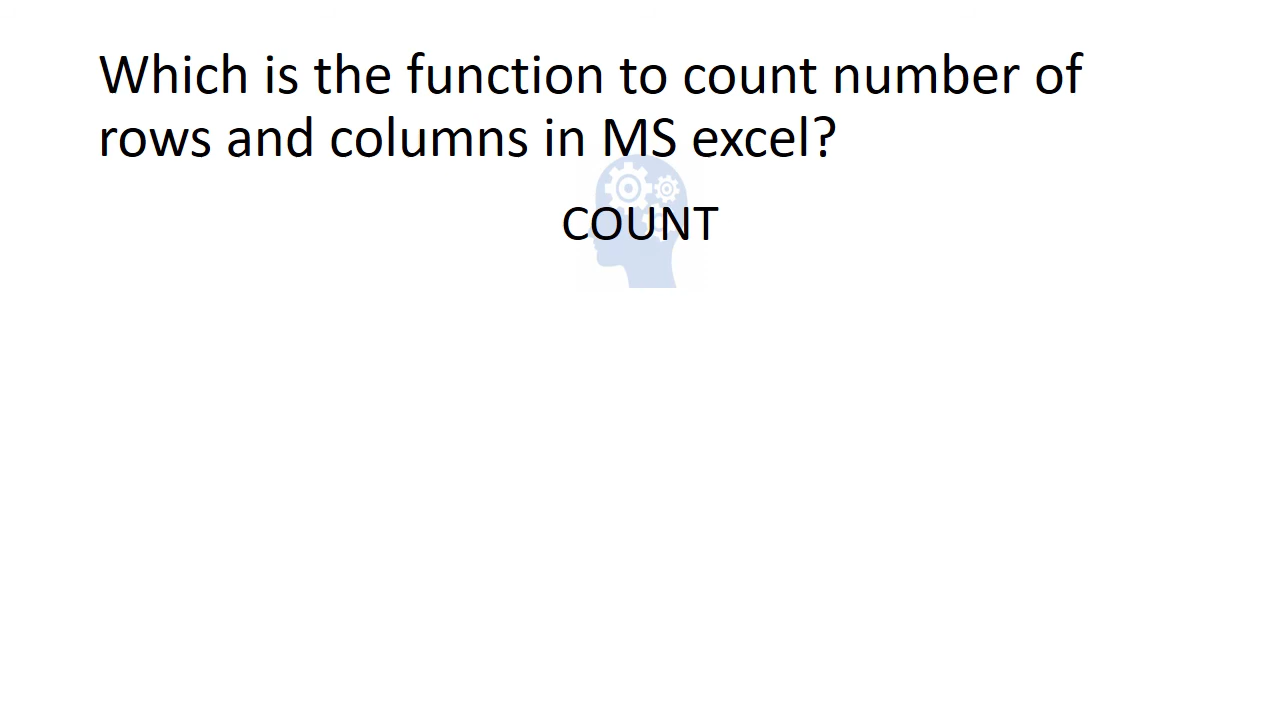 Which is the function to count number of
rows and columns in MS excel?
COUNT